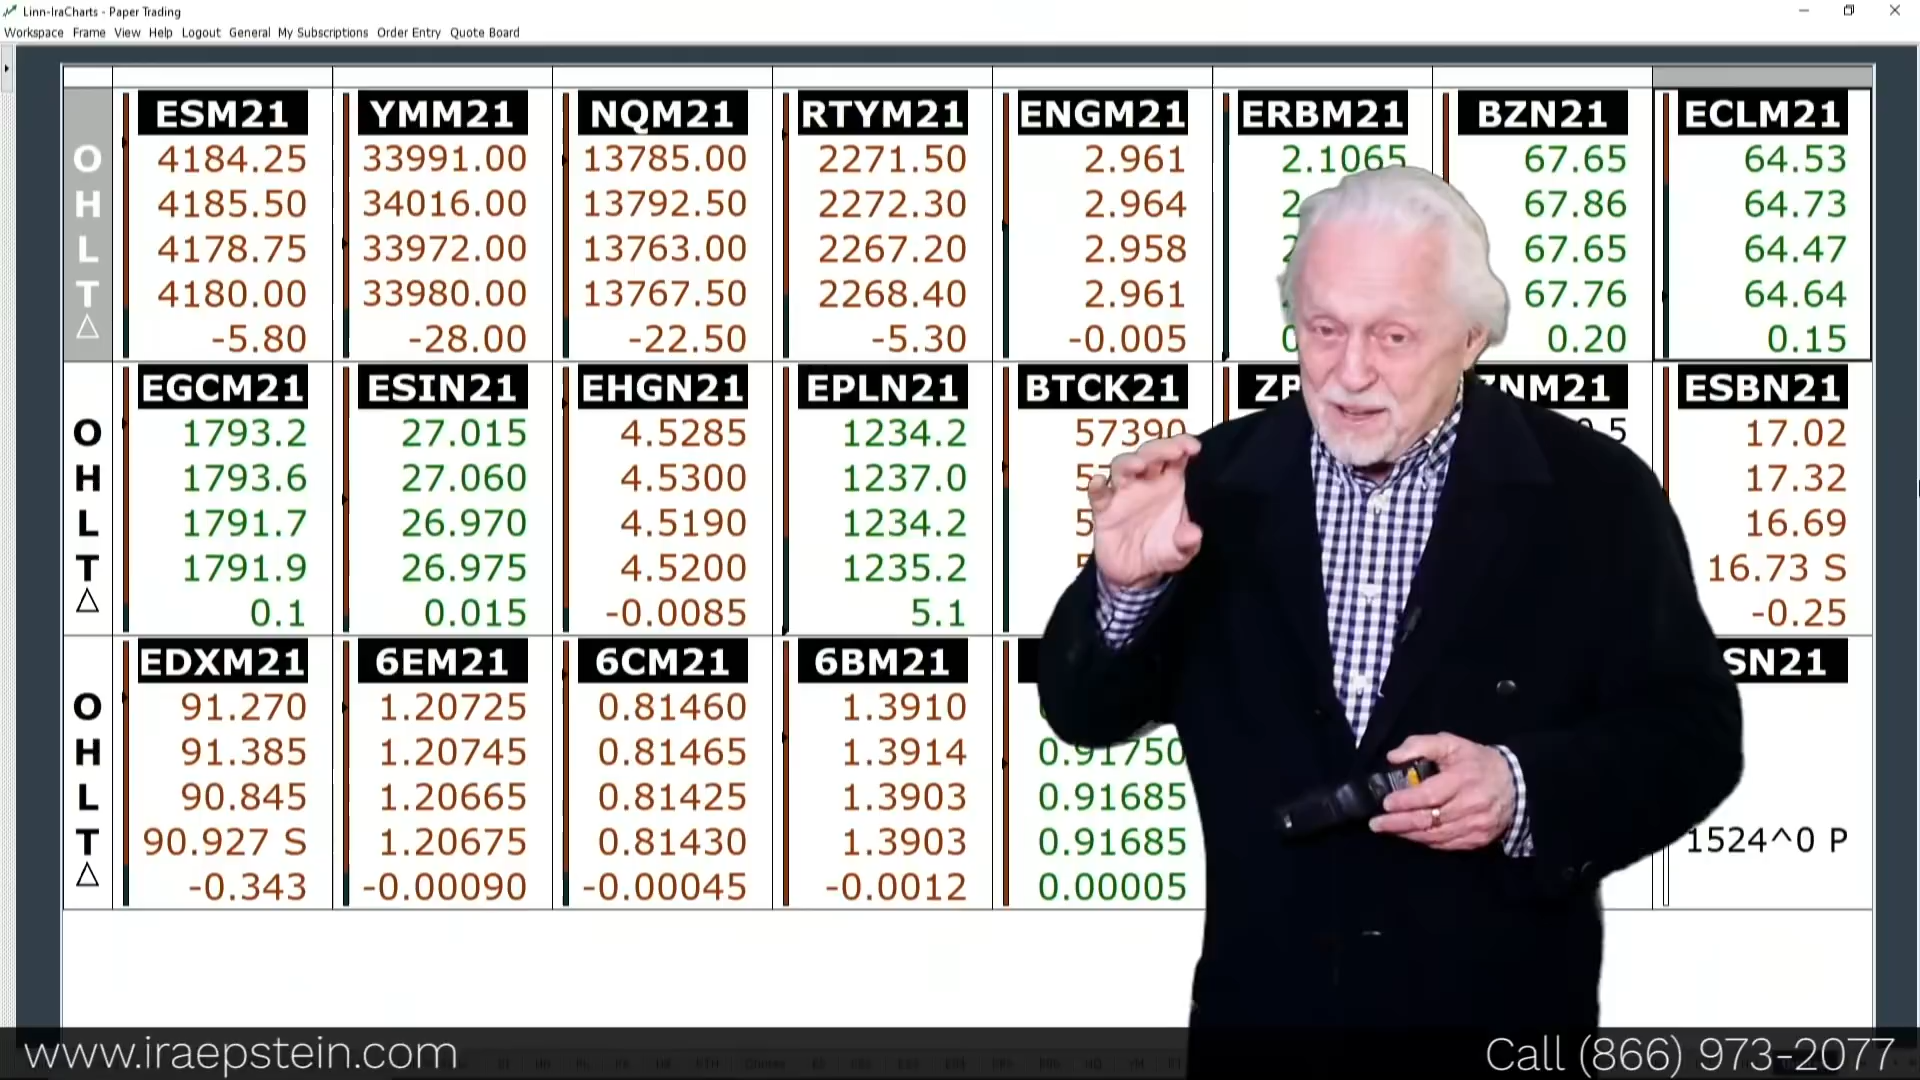 Linn-IraCharts - Paper Trading
Workspace Frame View Help Logout General My Subscriptions Order Entry Quote Board
ESM21 YMM21 NQM21 RTYM21 ENGM21 ERBM21 BZN21 ECLM21
O 4184.25 33991.00 13785.00 2271.50 2.961 2.1065 67.65 64.53
H 4185.50 34016.00 13792.50 2272.30 2.964 67.86 64.73
L 4178.75 33972.00 13763.00 2267.20 2.958 67.65 64.47
T 4180.00 33980.00 13767.50 2268.40 2.961 67.76 64.64
△ -5.80 -28.00 -22.50 -5.30 -0.005 0.20 0.15
EGCM21 ESIN21 EHGN21 EPLN21 BTCK21 ZNM21 ESBN21
O 1793.2 27.015 4.5285 1234.2 57390 17.02
H 1793.6 27.060 4.5300 1237.0 17.32
L 1791.7 26.970 4.5190 1234.2 16.69
T 1791.9 26.975 4.5200 1235.2 16.73 S
△ 0.1 0.015 -0.0085 5.1 -0.25
EDXM21 6EM21 6CM21 6BM21 SN21
O 91.270 1.20725 0.81460 1.3910
H 91.385 1.20745 0.81465 1.3914 0.91750
L 90.845 1.20665 0.81425 1.3903 0.91685
T 90.927 S 1.20675 0.81430 1.3903 0.91685 1524^0 P
△ -0.343 -0.00090 -0.00045 -0.0012 0.00005
www.iraepstein.com
Call (866) 973-2077